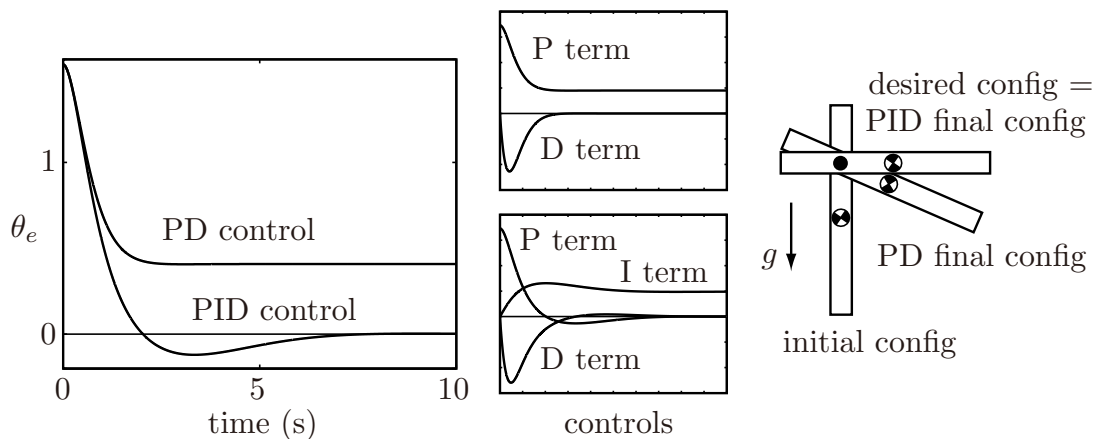 1
θe
0
PD control
PID control
0
5
10
time (s)
P term
D term
P term
I term
D term
controls
desired config =
PID final config
g
PD final config
initial config